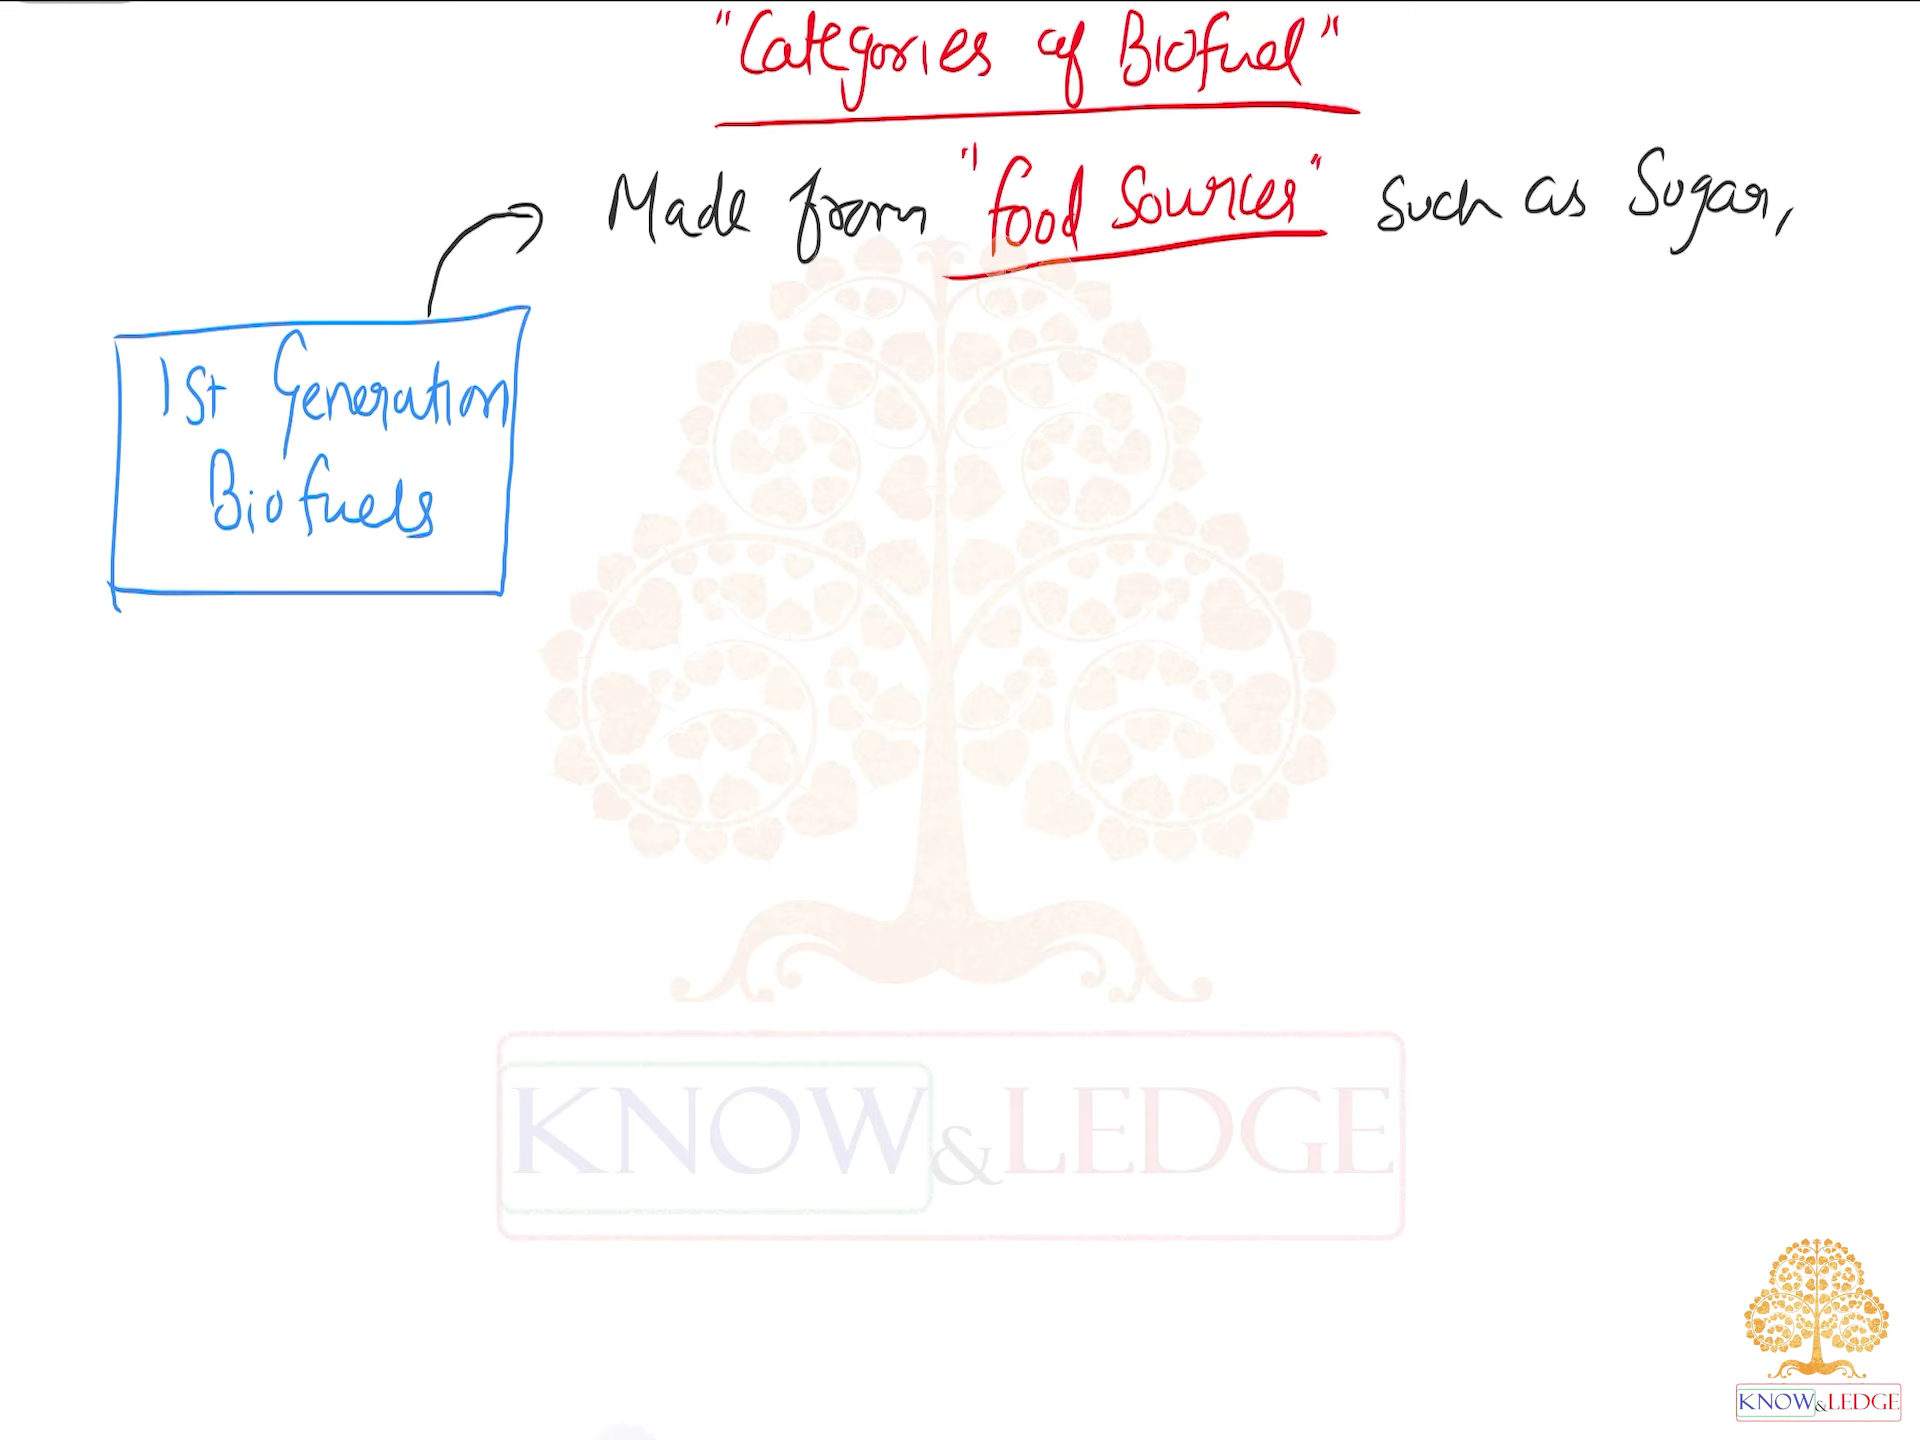 "Categories of Biofuel"
Made from "food Sources" Such as Sugar,
1st Generation
Biofuels
KNOW&LEDGE
KNOW&LEDGE